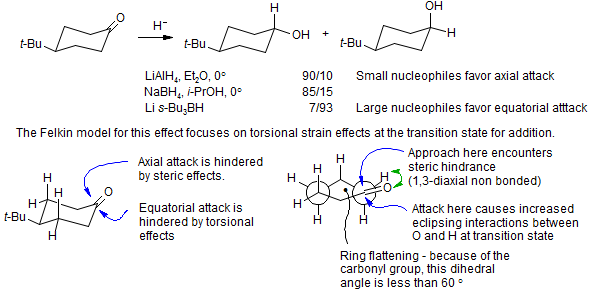 O
H
OH
t-Bu
H⁻
t-Bu
OH
+
t-Bu
H
LiAlH₄, Et₂O, 0° 90/10 Small nucleophiles favor axial attack
NaBH₄, i-PrOH, 0° 85/15
Li s-Bu₃BH 7/93 Large nucleophiles favor equatorial atttack
The Felkin model for this effect focuses on torsional strain effects at the transition state for addition.
Axial attack is hindered
by steric effects.
Equatorial attack is
hindered by torsional
effects
H
H
H
O
t-Bu
H
Approach here encounters
steric hindrance
(1,3-diaxial non bonded)
H
H
H
H
O
H
H
H
Attack here causes increased
eclipsing interactions between
O and H at transition state
Ring flattening - because of the
carbonyl group, this dihedral
angle is less than 60 °